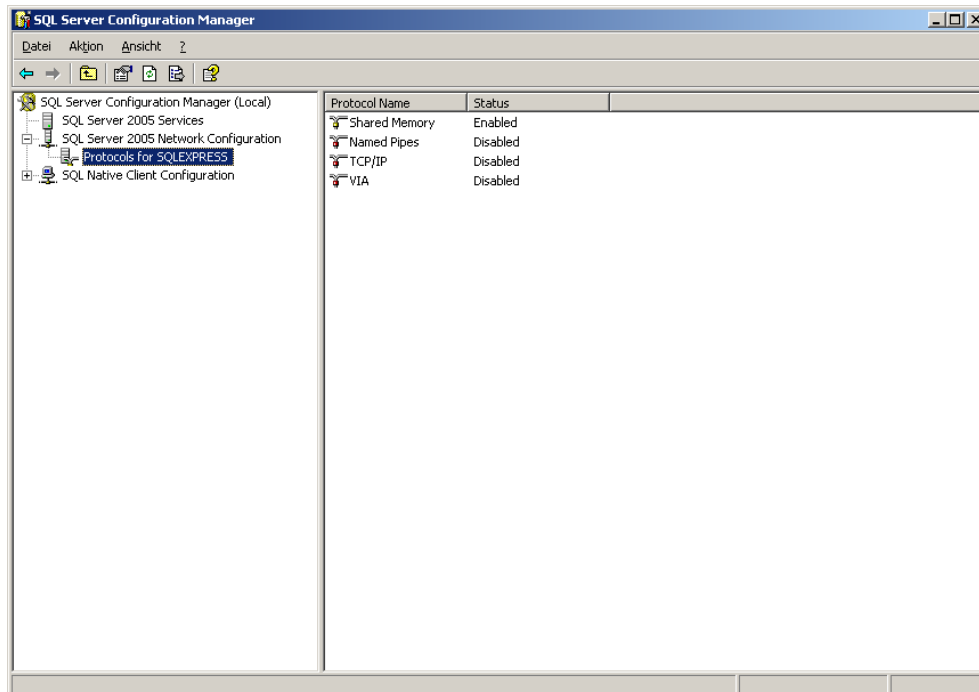 SQL Server Configuration Manager
Datei Aktion Ansicht ?
SQL Server Configuration Manager (Local)
SQL Server 2005 Services
SQL Server 2005 Network Configuration
Protocols for SQLEXPRESS
SQL Native Client Configuration
Protocol Name Status
Shared Memory Enabled
Named Pipes Disabled
TCP/IP Disabled
VIA Disabled